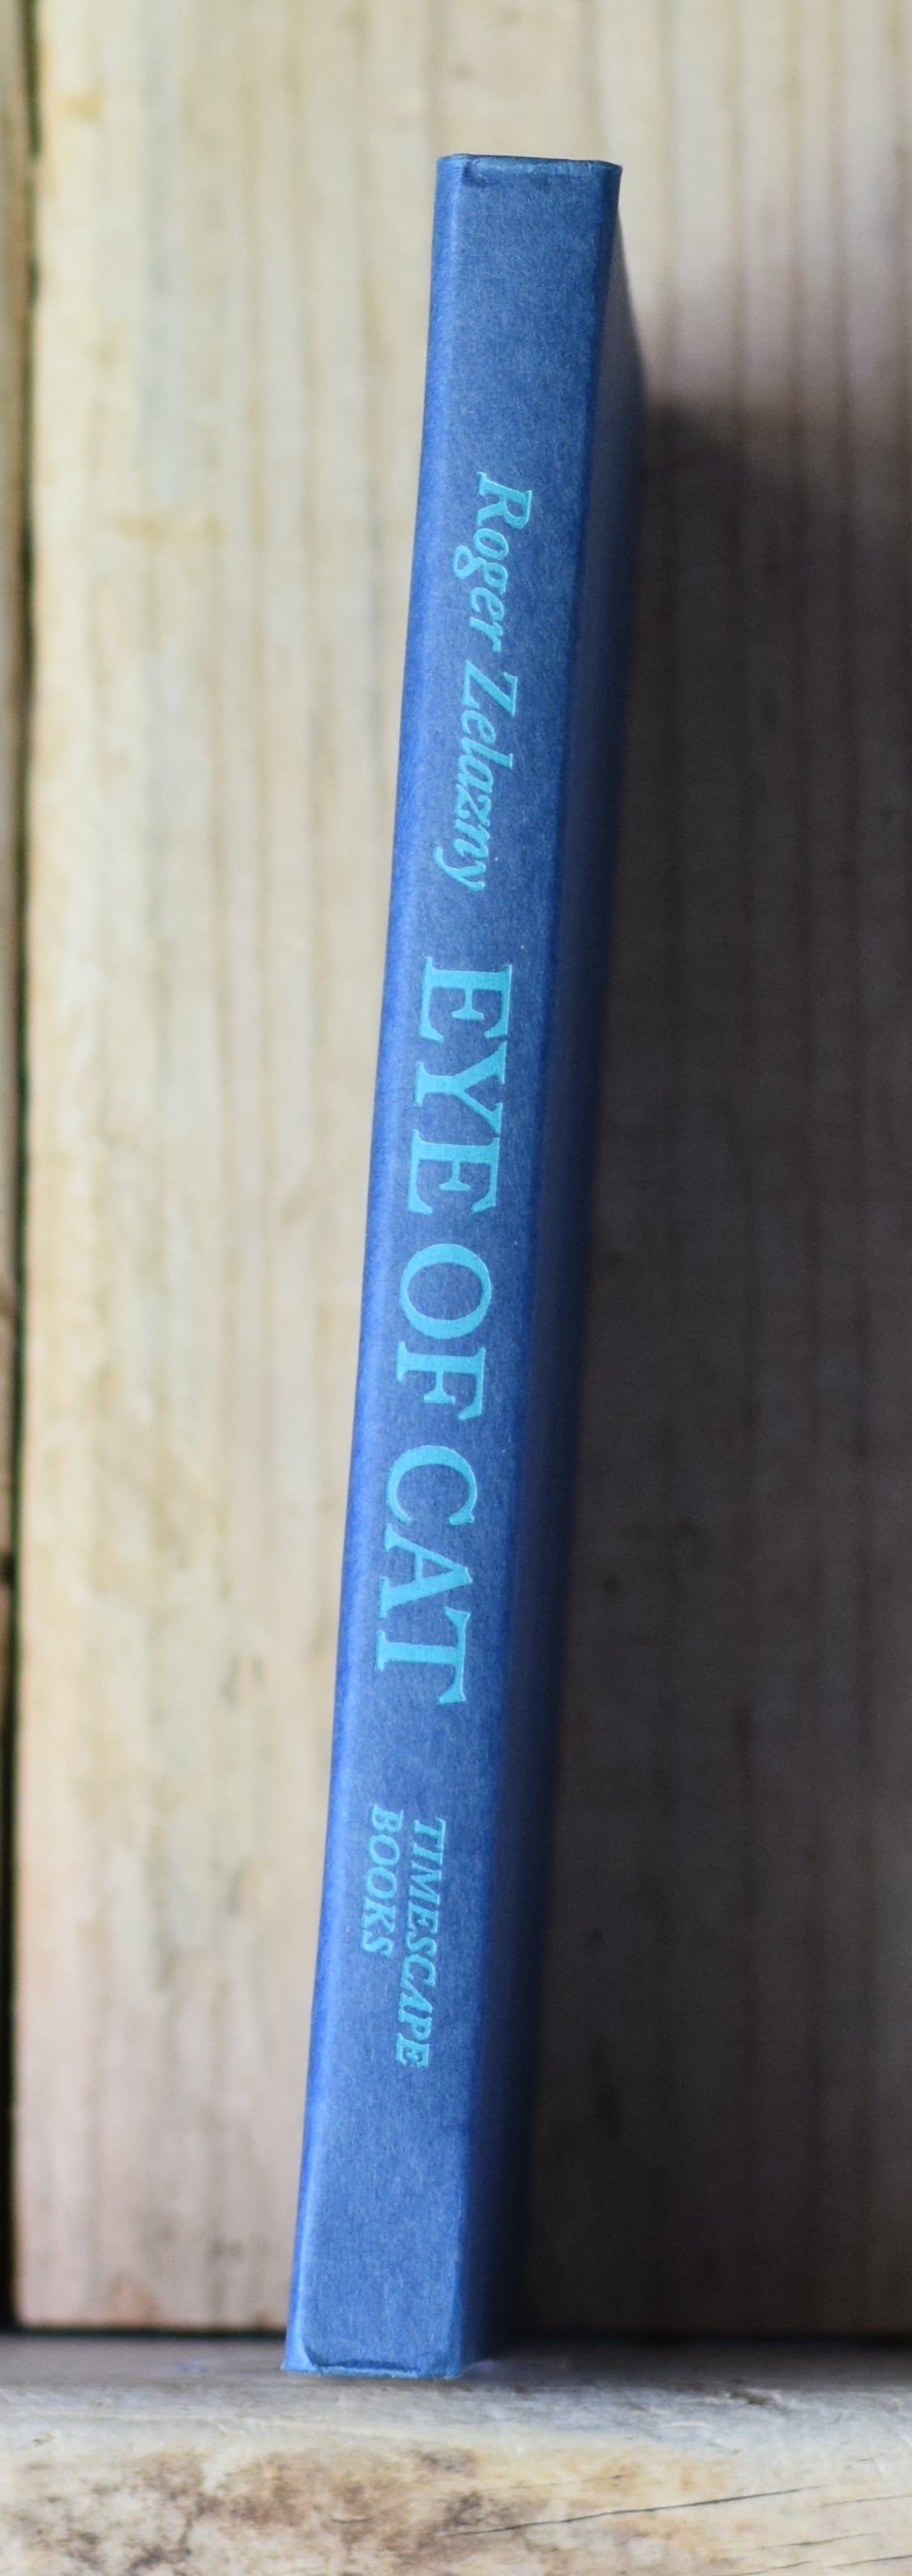 Roger Zelazny EYE OF CAT
TIMESCAPE
BOOKS